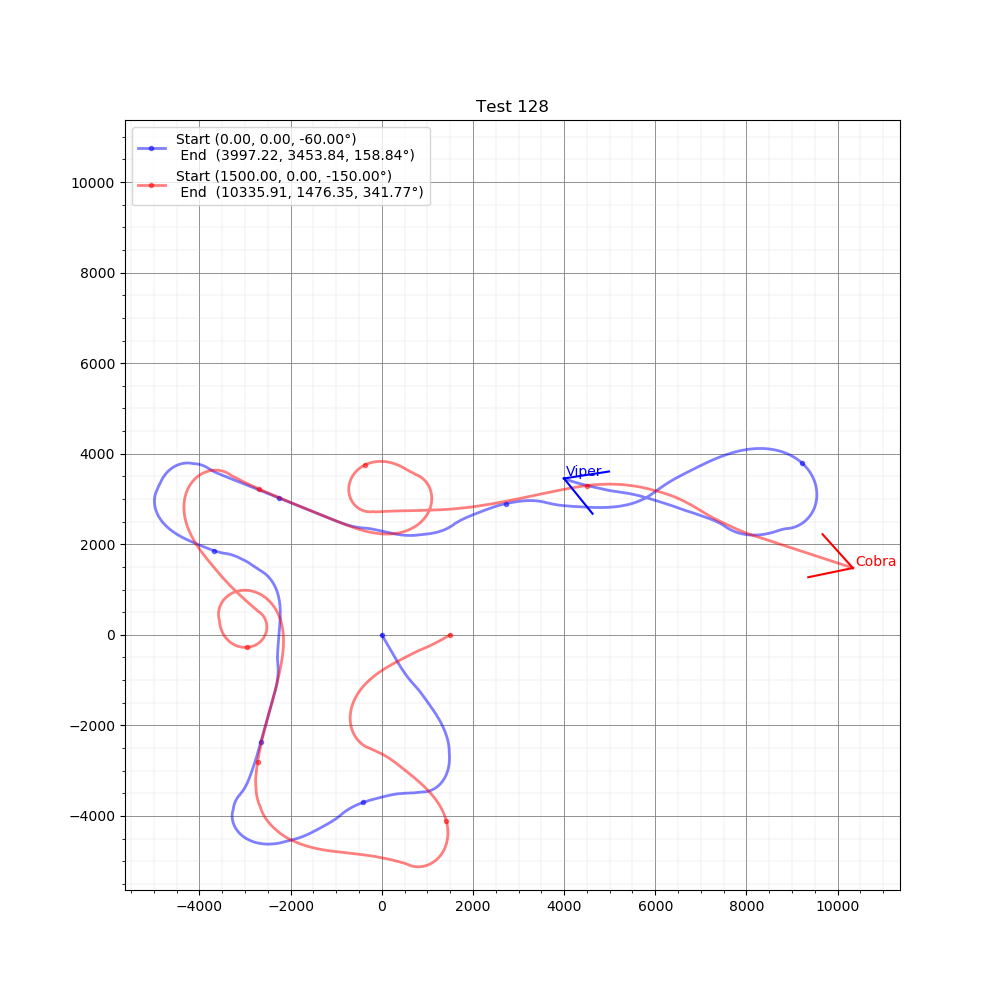 Test 128
Start (0.00, 0.00, -60.00°)
End  (3997.22, 3453.84, 158.84°)
Start (1500.00, 0.00, -150.00°)
End  (10335.91, 1476.35, 341.77°)
10000
8000
6000
4000
2000
0
−2000
−4000
Viper
Cobra
−4000 −2000 0 2000 4000 6000 8000 10000